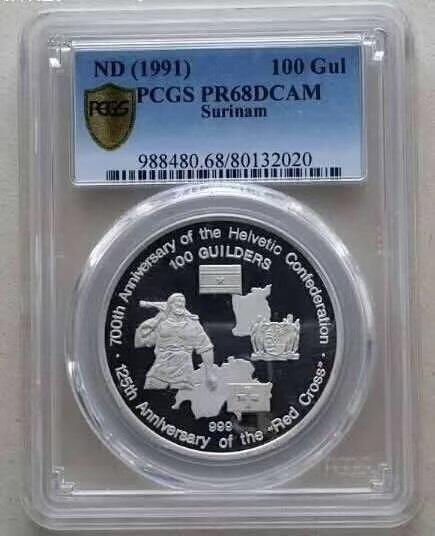 ND (1991)
100 Gul
PCGS PR68DCAM
Surinam
988480.68/80132020
PCGS
700th Anniversary of the Helvetic Confederation
100 GUILDERS
999
125th Anniversary of the "Red Cross"